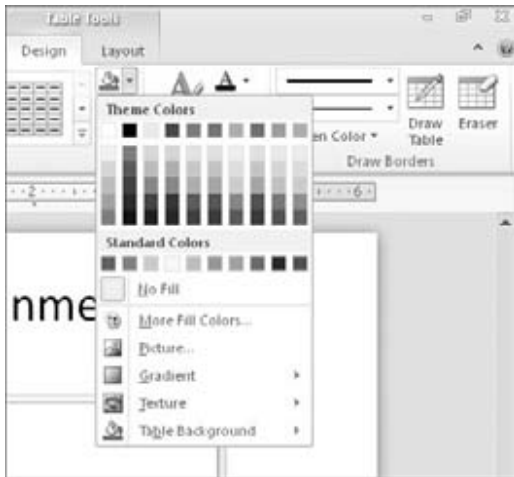 Table Tools
Design Layout
Theme Colors
en Color
Draw Table
Eraser
Draw Borders
2
6
Standard Colors
No Fill
nme
More Fill Colors...
Picture...
Gradient
Texture
Table Background